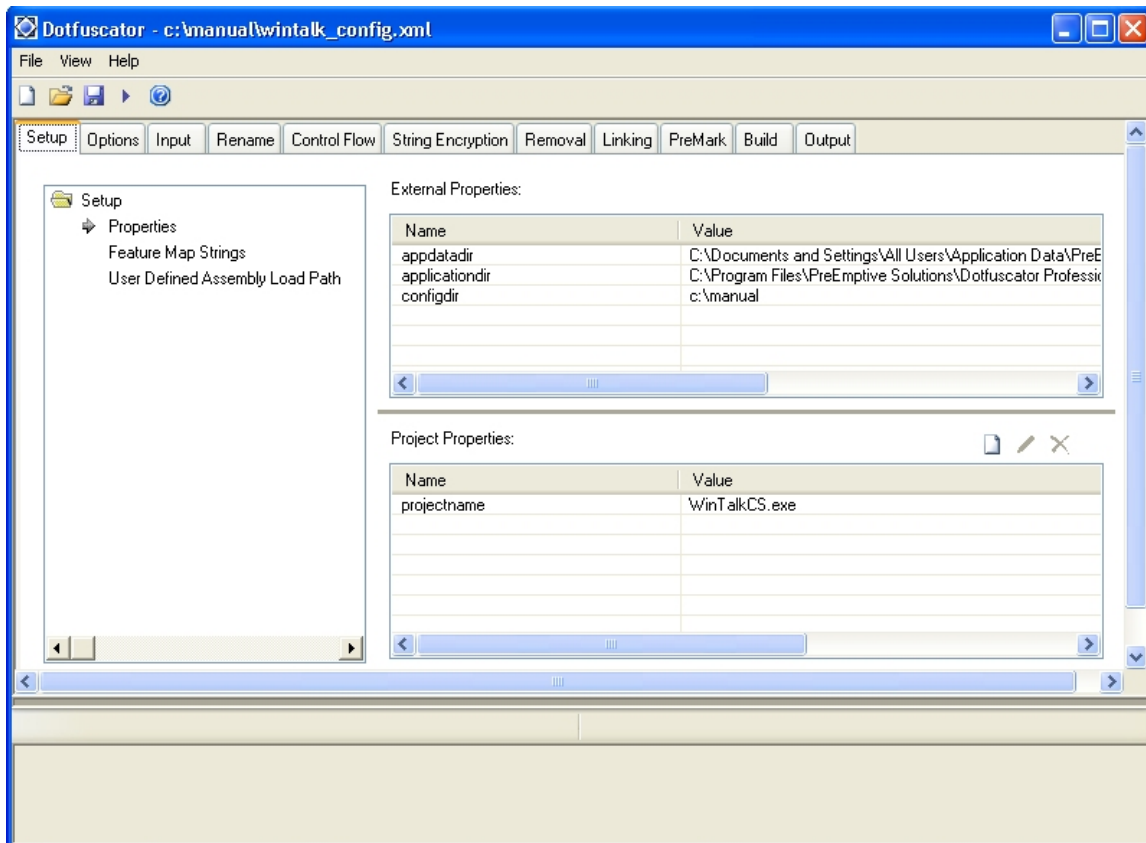 Dotfuscator - c:\manual\wintalk_config.xml
File View Help
Setup Options Input Rename Control Flow String Encryption Removal Linking PreMark Build Output
Setup
Properties
Feature Map Strings
User Defined Assembly Load Path
External Properties:
Name Value
appdatadir C:\Documents and Settings\All Users\Application Data\PreE
applicationdir C:\Program Files\PreEmptive Solutions\Dotfuscator Professio
configdir c:\manual
Project Properties:
Name Value
projectname WinTalkCS.exe